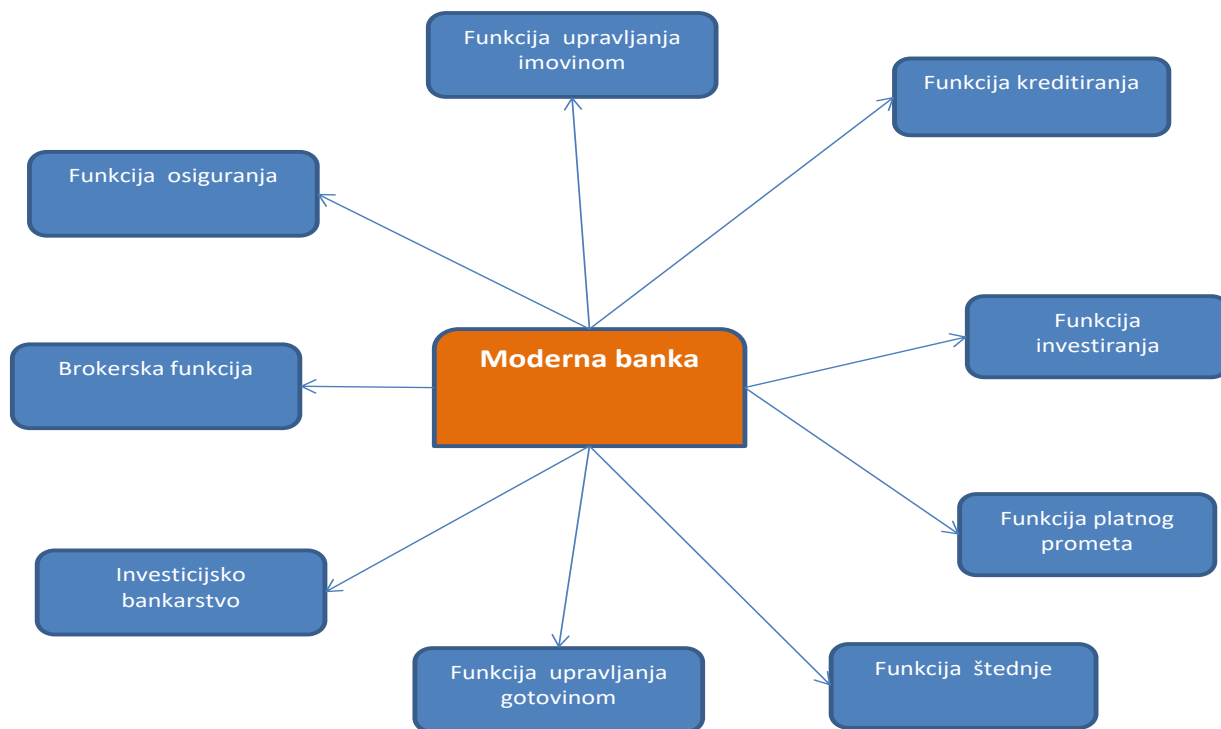 Funkcija upravljanja
imovinom
Funkcija kreditiranja
Funkcija osiguranja
Funkcija
investiranja
Moderna banka
Brokerska funkcija
Funkcija platnog
prometa
Investicijsko
bankarstvo
Funkcija upravljanja
gotovinom
Funkcija štednje